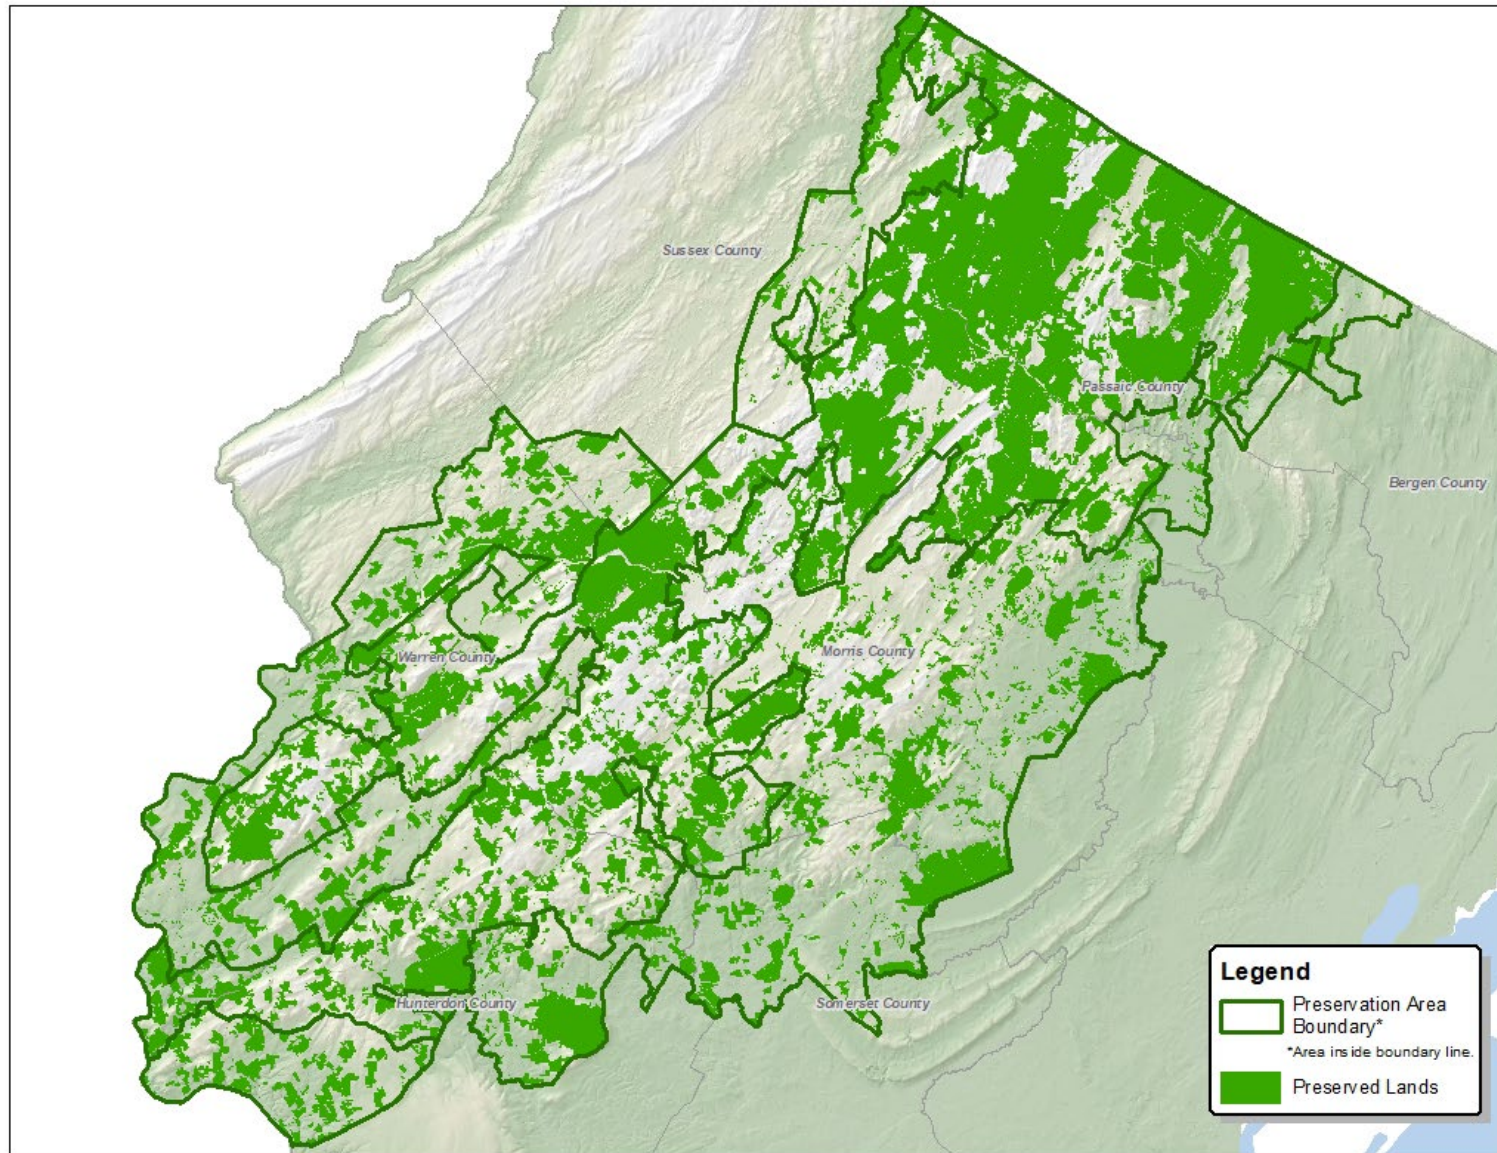 Sussex County
Passaic County
Bergen County
Warren County
Morris County
Hunterdon County
Somerset County
Legend
Preservation Area
Boundary*
*Area inside boundary line.
Preserved Lands